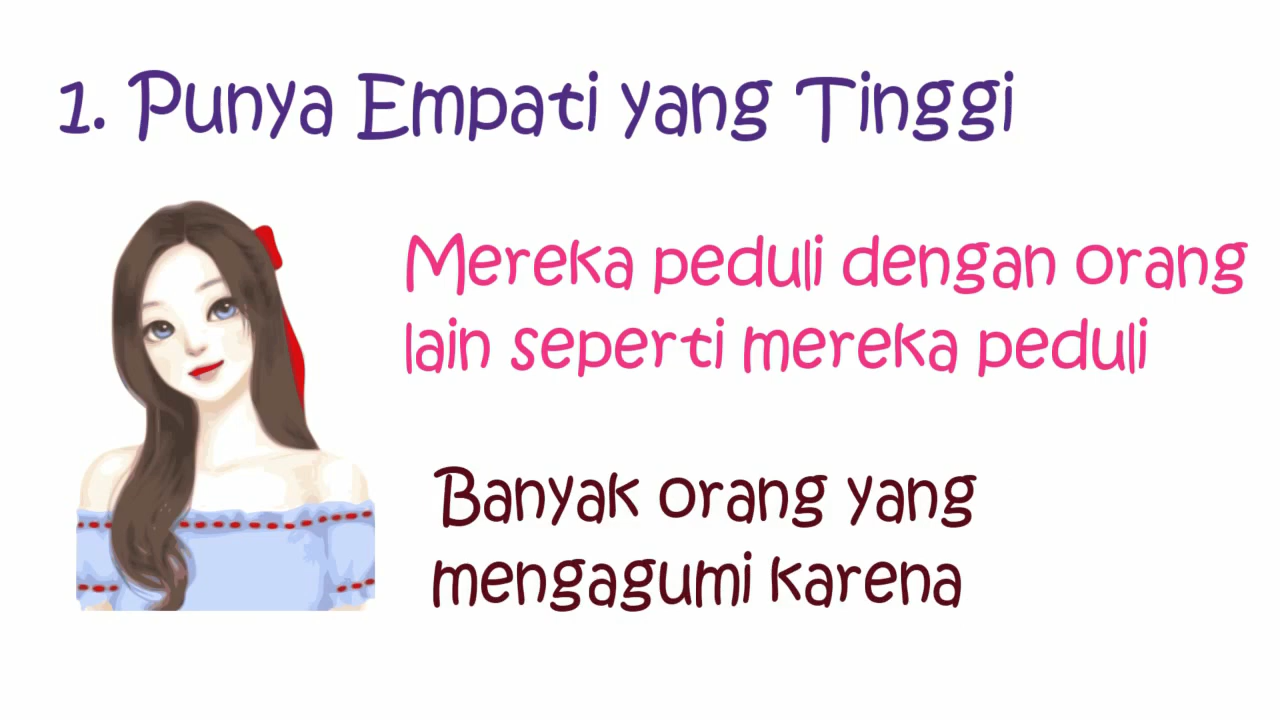 1. Punya Empati yang Tinggi
Mereka peduli dengan orang
lain seperti mereka peduli
Banyak orang yang
mengagumi karena